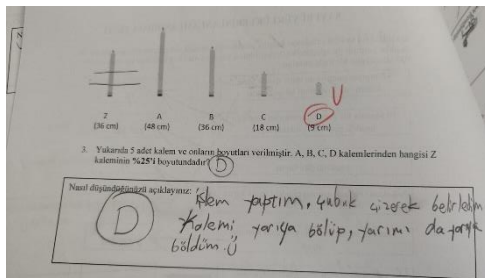 Z A B C D
(36 cm) (48 cm) (36 cm) (18 cm) (9 cm)
3. Yukarıda 5 adet kalem ve onların boyutları verilmiştir. A, B, C, D kalemlerinden hangisi Z
kaleminin %25'i boyutundadır? D
Nasıl düşündüğünüzü açıklayınız:
İşlem yaptım, çubuk çizerek belirledim
D
Kalemi yarıya bölüp, yarımı da yarıya
böldüm.